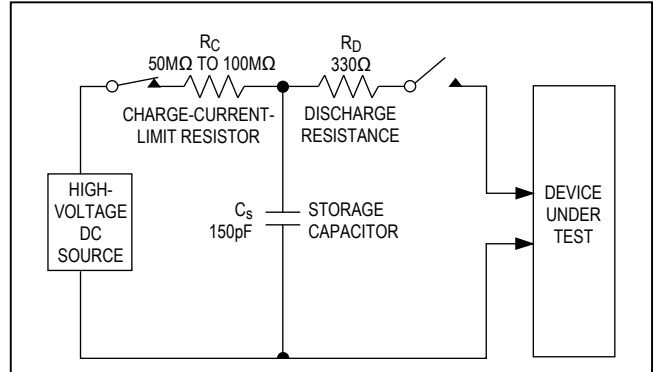 RC
50MΩ TO 100MΩ
CHARGE-CURRENT-
LIMIT RESISTOR
RD
330Ω
DISCHARGE
RESISTANCE
HIGH-
VOLTAGE
DC
SOURCE
Cs
150pF
STORAGE
CAPACITOR
DEVICE
UNDER
TEST